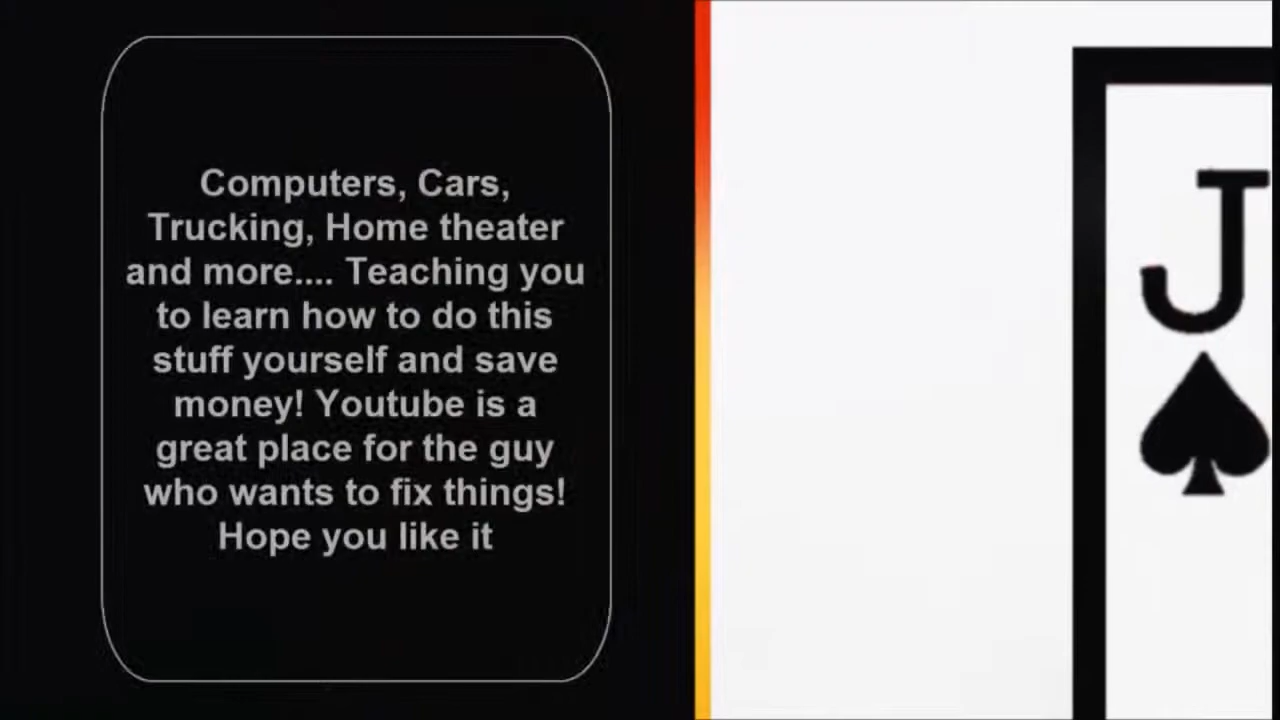 Computers, Cars,
Trucking, Home theater
and more.... Teaching you
to learn how to do this
stuff yourself and save
money! Youtube is a
great place for the guy
who wants to fix things!
Hope you like it
J